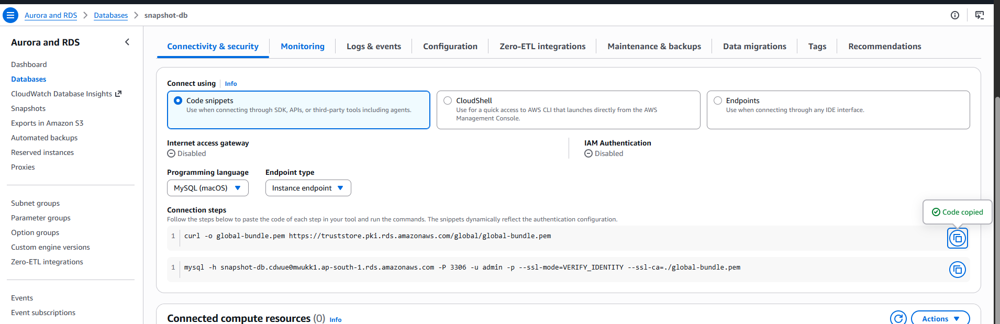 Aurora and RDS > Databases > snapshot-db
Aurora and RDS
Dashboard
Databases
CloudWatch Database Insights
Snapshots
Exports in Amazon S3
Automated backups
Reserved instances
Proxies
Subnet groups
Parameter groups
Option groups
Custom engine versions
Zero-ETL integrations
Events
Event subscriptions
Connectivity & security Monitoring Logs & events Configuration Zero-ETL integrations Maintenance & backups Data migrations Tags Recommendations
Connect using Info
Code snippets
Use when connecting through SDK, APIs, or third-party tools including agents.
CloudShell
Use for a quick access to AWS CLI that launches directly from the AWS
Management Console.
Endpoints
Use when connecting through any IDE interface.
Internet access gateway
Disabled
IAM Authentication
Disabled
Programming language
MySQL (macOS)
Endpoint type
Instance endpoint
Connection steps
Follow the steps below to paste the code of each step in your tool and run the commands. The snippets dynamically reflect the authentication configuration.
Code copied
1 curl -o global-bundle.pem https://truststore.pki.rds.amazonaws.com/global/global-bundle.pem
1 mysql -h snapshot-db.cdwue0mwukk1.ap-south-1.rds.amazonaws.com -P 3306 -u admin -p --ssl-mode=VERIFY_IDENTITY --ssl-ca=./global-bundle.pem
Connected compute resources (0) Info
Actions